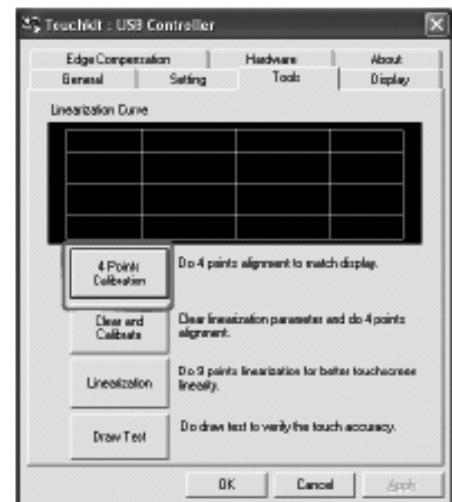 Touchkit : USB Controller
Edge Compensation Hardware About
General Setting Tools Display
Linearization Curve
4 Points
Calibration
Do 4 points alignment to match display.
Clear and
Calibrate
Clear linearization parameter and do 4 points
alignment.
Linearization
Do 9 points linearization for better touchscreen
linearity.
Draw Test
Do draw test to verify the touch accuracy.
OK Cancel Apply